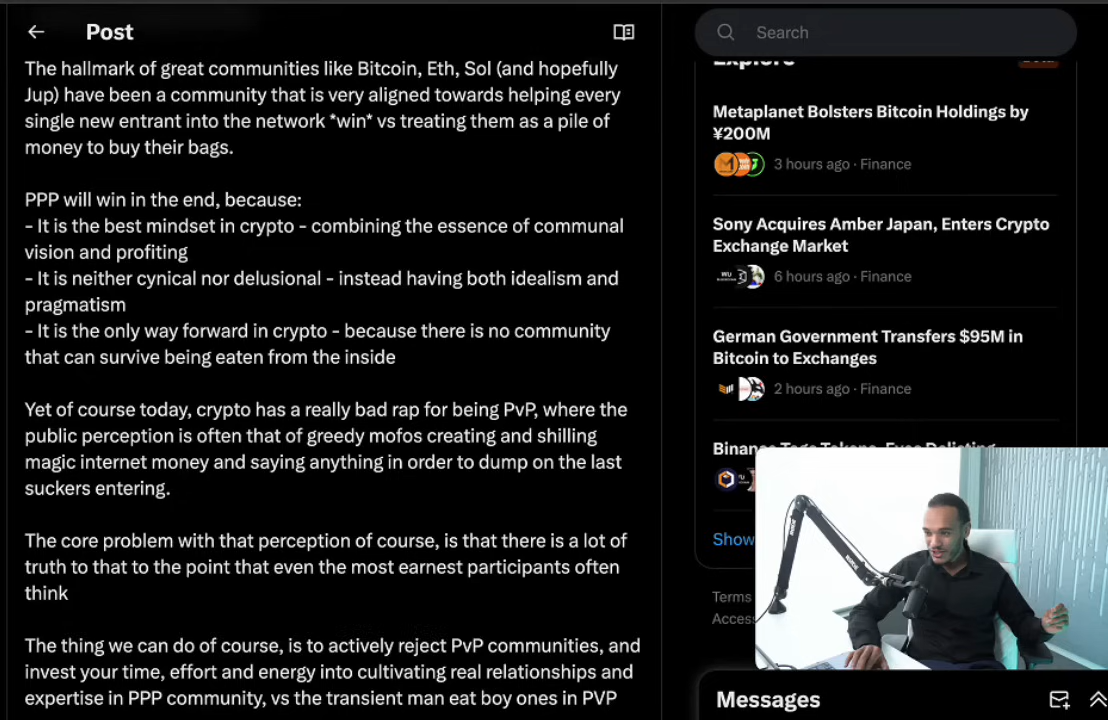 Post
The hallmark of great communities like Bitcoin, Eth, Sol (and hopefully
Jup) have been a community that is very aligned towards helping every
single new entrant into the network *win* vs treating them as a pile of
money to buy their bags.
PPP will win in the end, because:
- It is the best mindset in crypto - combining the essence of communal
vision and profiting
- It is neither cynical nor delusional - instead having both idealism and
pragmatism
- It is the only way forward in crypto - because there is no community
that can survive being eaten from the inside
Yet of course today, crypto has a really bad rap for being PvP, where the
public perception is often that of greedy mofos creating and shilling
magic internet money and saying anything in order to dump on the last
suckers entering.
The core problem with that perception of course, is that there is a lot of
truth to that to the point that even the most earnest participants often
think
The thing we can do of course, is to actively reject PvP communities, and
invest your time, effort and energy into cultivating real relationships and
expertise in PPP community, vs the transient man eat boy ones in PVP
Search
Explore
Metaplanet Bolsters Bitcoin Holdings by
¥200M
3 hours ago · Finance
Sony Acquires Amber Japan, Enters Crypto
Exchange Market
6 hours ago · Finance
German Government Transfers $95M in
Bitcoin to Exchanges
2 hours ago · Finance
Show
Terms
Messages